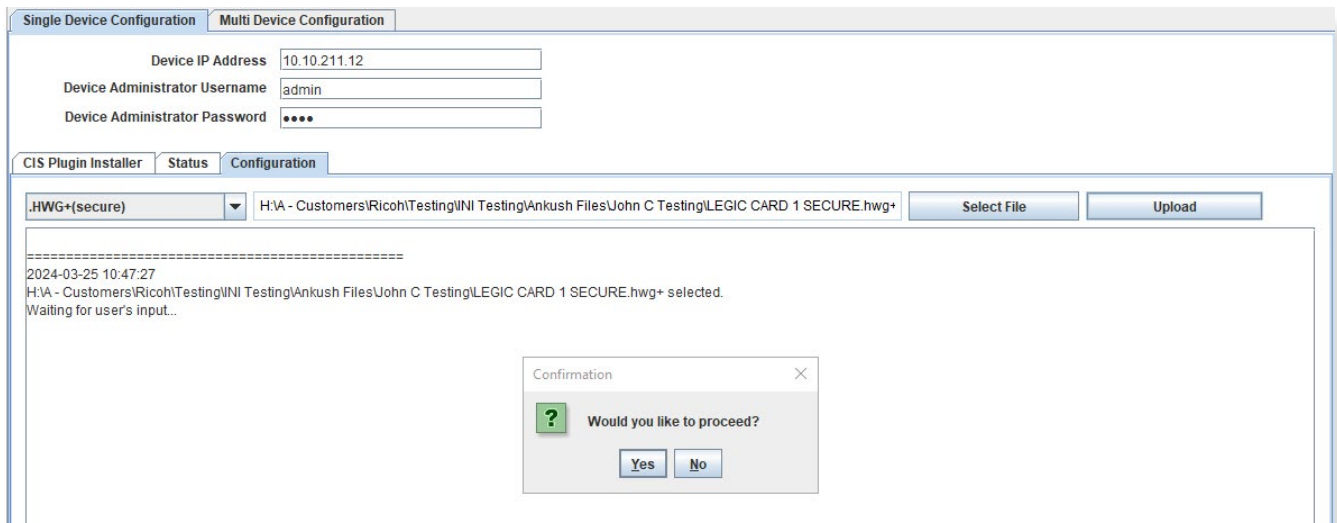 Single Device Configuration Multi Device Configuration
Device IP Address 10.10.211.12
Device Administrator Username admin
Device Administrator Password ••••
CIS Plugin Installer Status Configuration
.HWG+(secure) H:\A - Customers\Ricoh\Testing\INI Testing\Ankush Files\John C Testing\LEGIC CARD 1 SECURE.hwg+ Select File Upload
================================================
2024-03-25 10:47:27
H:\A - Customers\Ricoh\Testing\INI Testing\Ankush Files\John C Testing\LEGIC CARD 1 SECURE.hwg+ selected.
Waiting for user's input...
Confirmation
Would you like to proceed?
Yes No